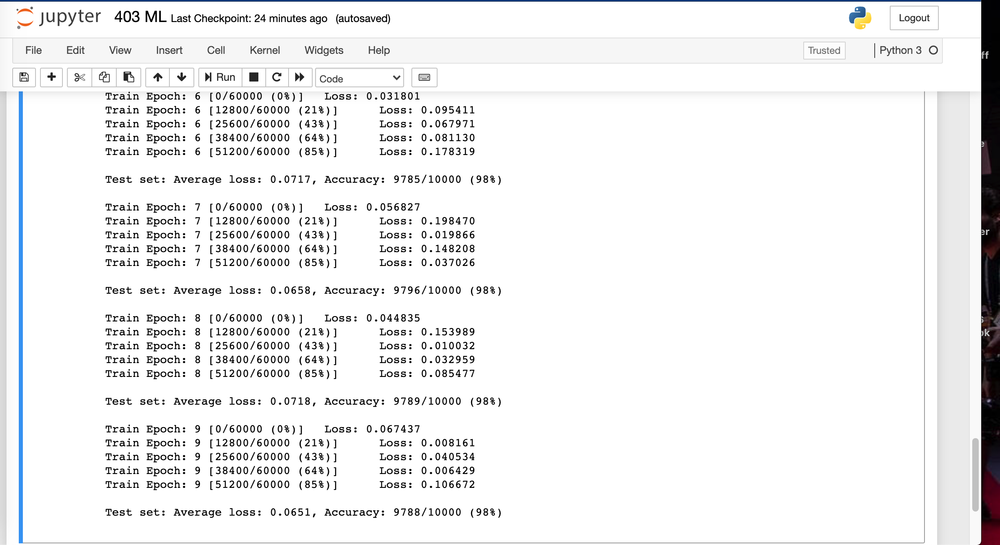 jupyter 403 ML Last Checkpoint: 24 minutes ago (autosaved) Logout
File Edit View Insert Cell Kernel Widgets Help Trusted Python 3
Run Code
Train Epoch: 6 [0/60000 (0%)] Loss: 0.031801
Train Epoch: 6 [12800/60000 (21%)] Loss: 0.095411
Train Epoch: 6 [25600/60000 (43%)] Loss: 0.067971
Train Epoch: 6 [38400/60000 (64%)] Loss: 0.081130
Train Epoch: 6 [51200/60000 (85%)] Loss: 0.178319
Test set: Average loss: 0.0717, Accuracy: 9785/10000 (98%)
Train Epoch: 7 [0/60000 (0%)] Loss: 0.056827
Train Epoch: 7 [12800/60000 (21%)] Loss: 0.198470
Train Epoch: 7 [25600/60000 (43%)] Loss: 0.019866
Train Epoch: 7 [38400/60000 (64%)] Loss: 0.148208
Train Epoch: 7 [51200/60000 (85%)] Loss: 0.037026
Test set: Average loss: 0.0658, Accuracy: 9796/10000 (98%)
Train Epoch: 8 [0/60000 (0%)] Loss: 0.044835
Train Epoch: 8 [12800/60000 (21%)] Loss: 0.153989
Train Epoch: 8 [25600/60000 (43%)] Loss: 0.010032
Train Epoch: 8 [38400/60000 (64%)] Loss: 0.032959
Train Epoch: 8 [51200/60000 (85%)] Loss: 0.085477
Test set: Average loss: 0.0718, Accuracy: 9789/10000 (98%)
Train Epoch: 9 [0/60000 (0%)] Loss: 0.067437
Train Epoch: 9 [12800/60000 (21%)] Loss: 0.008161
Train Epoch: 9 [25600/60000 (43%)] Loss: 0.040534
Train Epoch: 9 [38400/60000 (64%)] Loss: 0.006429
Train Epoch: 9 [51200/60000 (85%)] Loss: 0.106672
Test set: Average loss: 0.0651, Accuracy: 9788/10000 (98%)